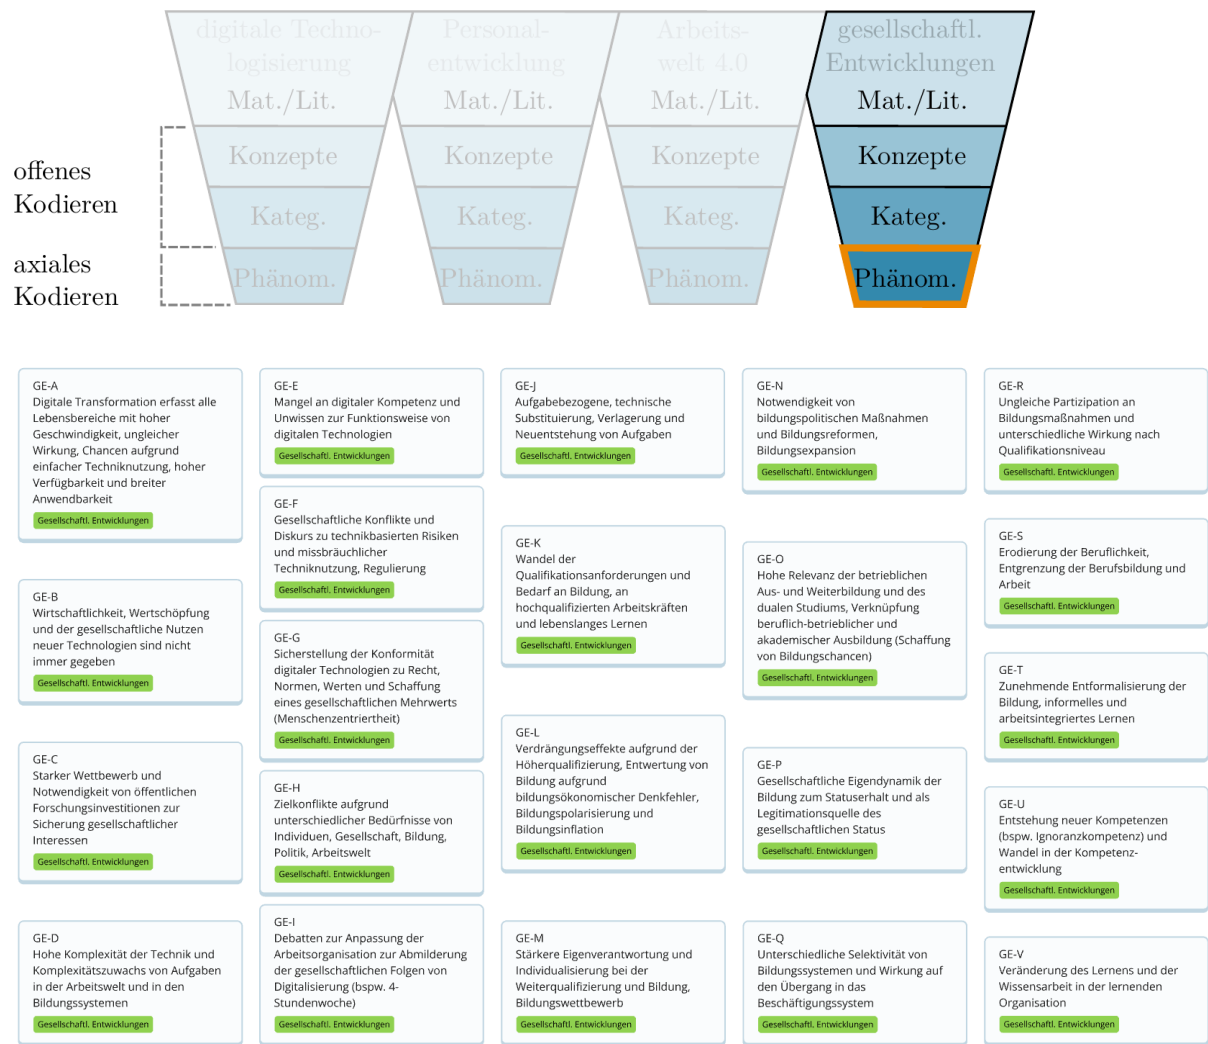 digitale Techno-
logisierung
Mat./Lit.
Personal-
entwicklung
Mat./Lit.
Arbeits-
welt 4.0
Mat./Lit.
gesellschaftl.
Entwicklungen
Mat./Lit.
offenes
Kodieren
Konzepte
Konzepte
Konzepte
Konzepte
Kateg.
Kateg.
Kateg.
Kateg.
axiales
Kodieren
Phänom.
Phänom.
Phänom.
Phänom.
GE-A
Digitale Transformation erfasst alle
Lebensbereiche mit hoher
Geschwindigkeit, ungleicher
Wirkung, Chancen aufgrund
einfacher Techniknutzung, hoher
Verfügbarkeit und breiter
Anwendbarkeit
Gesellschaftl. Entwicklungen
GE-B
Wirtschaftlichkeit, Wertschöpfung
und der gesellschaftliche Nutzen
neuer Technologien sind nicht
immer gegeben
Gesellschaftl. Entwicklungen
GE-C
Starker Wettbewerb und
Notwendigkeit von öffentlichen
Forschungsinvestitionen zur
Sicherung gesellschaftlicher
Interessen
Gesellschaftl. Entwicklungen
GE-D
Hohe Komplexität der Technik und
Komplexitätszuwachs von Aufgaben
in der Arbeitswelt und in den
Bildungssystemen
Gesellschaftl. Entwicklungen
GE-E
Mangel an digitaler Kompetenz und
Unwissen zur Funktionsweise von
digitalen Technologien
Gesellschaftl. Entwicklungen
GE-F
Gesellschaftliche Konflikte und
Diskurs zu technikbasierten Risiken
und missbräuchlicher
Techniknutzung, Regulierung
Gesellschaftl. Entwicklungen
GE-G
Sicherstellung der Konformität
digitaler Technologien zu Recht,
Normen, Werten und Schaffung
eines gesellschaftlichen Mehrwerts
(Menschenzentriertheit)
Gesellschaftl. Entwicklungen
GE-H
Zielkonflikte aufgrund
unterschiedlicher Bedürfnisse von
Individuen, Gesellschaft, Bildung,
Politik, Arbeitswelt
Gesellschaftl. Entwicklungen
GE-I
Debatten zur Anpassung der
Arbeitsorganisation zur Abmilderung
der gesellschaftlichen Folgen von
Digitalisierung (bspw. 4-
Stundenwoche)
Gesellschaftl. Entwicklungen
GE-J
Aufgabebezogene, technische
Substituierung, Verlagerung und
Neuentstehung von Aufgaben
Gesellschaftl. Entwicklungen
GE-K
Wandel der
Qualifikationsanforderungen und
Bedarf an Bildung, an
hochqualifizierten Arbeitskräften
und lebenslanges Lernen
Gesellschaftl. Entwicklungen
GE-L
Verdrängungseffekte aufgrund der
Höherqualifizierung, Entwertung von
Bildung aufgrund
bildungsökonomischer Denkfehler,
Bildungspolarisierung und
Bildungsinflation
Gesellschaftl. Entwicklungen
GE-M
Stärkere Eigenverantwortung und
Individualisierung bei der
Weiterqualifizierung und Bildung,
Bildungswettbewerb
Gesellschaftl. Entwicklungen
GE-N
Notwendigkeit von
bildungspolitischen Maßnahmen
und Bildungsreformen,
Bildungsexpansion
Gesellschaftl. Entwicklungen
GE-O
Hohe Relevanz der betrieblichen
Aus- und Weiterbildung und des
dualen Studiums, Verknüpfung
beruflich-betrieblicher und
akademischer Ausbildung (Schaffung
von Bildungschancen)
Gesellschaftl. Entwicklungen
GE-P
Gesellschaftliche Eigendynamik der
Bildung zum Statuserhalt und als
Legitimationsquelle des
gesellschaftlichen Status
Gesellschaftl. Entwicklungen
GE-Q
Unterschiedliche Selektivität von
Bildungssystemen und Wirkung auf
den Übergang in das
Beschäftigungssystem
Gesellschaftl. Entwicklungen
GE-R
Ungleiche Partizipation an
Bildungsmaßnahmen und
unterschiedliche Wirkung nach
Qualifikationsniveau
Gesellschaftl. Entwicklungen
GE-S
Erodierung der Beruflichkeit,
Entgrenzung der Berufsbildung und
Arbeit
Gesellschaftl. Entwicklungen
GE-T
Zunehmende Entformalisierung der
Bildung, informelles und
arbeitsintegriertes Lernen
Gesellschaftl. Entwicklungen
GE-U
Entstehung neuer Kompetenzen
(bspw. Ignoranzkompetenz) und
Wandel in der Kompetenz-
entwicklung
Gesellschaftl. Entwicklungen
GE-V
Veränderung des Lernens und der
Wissensarbeit in der lernenden
Organisation
Gesellschaftl. Entwicklungen